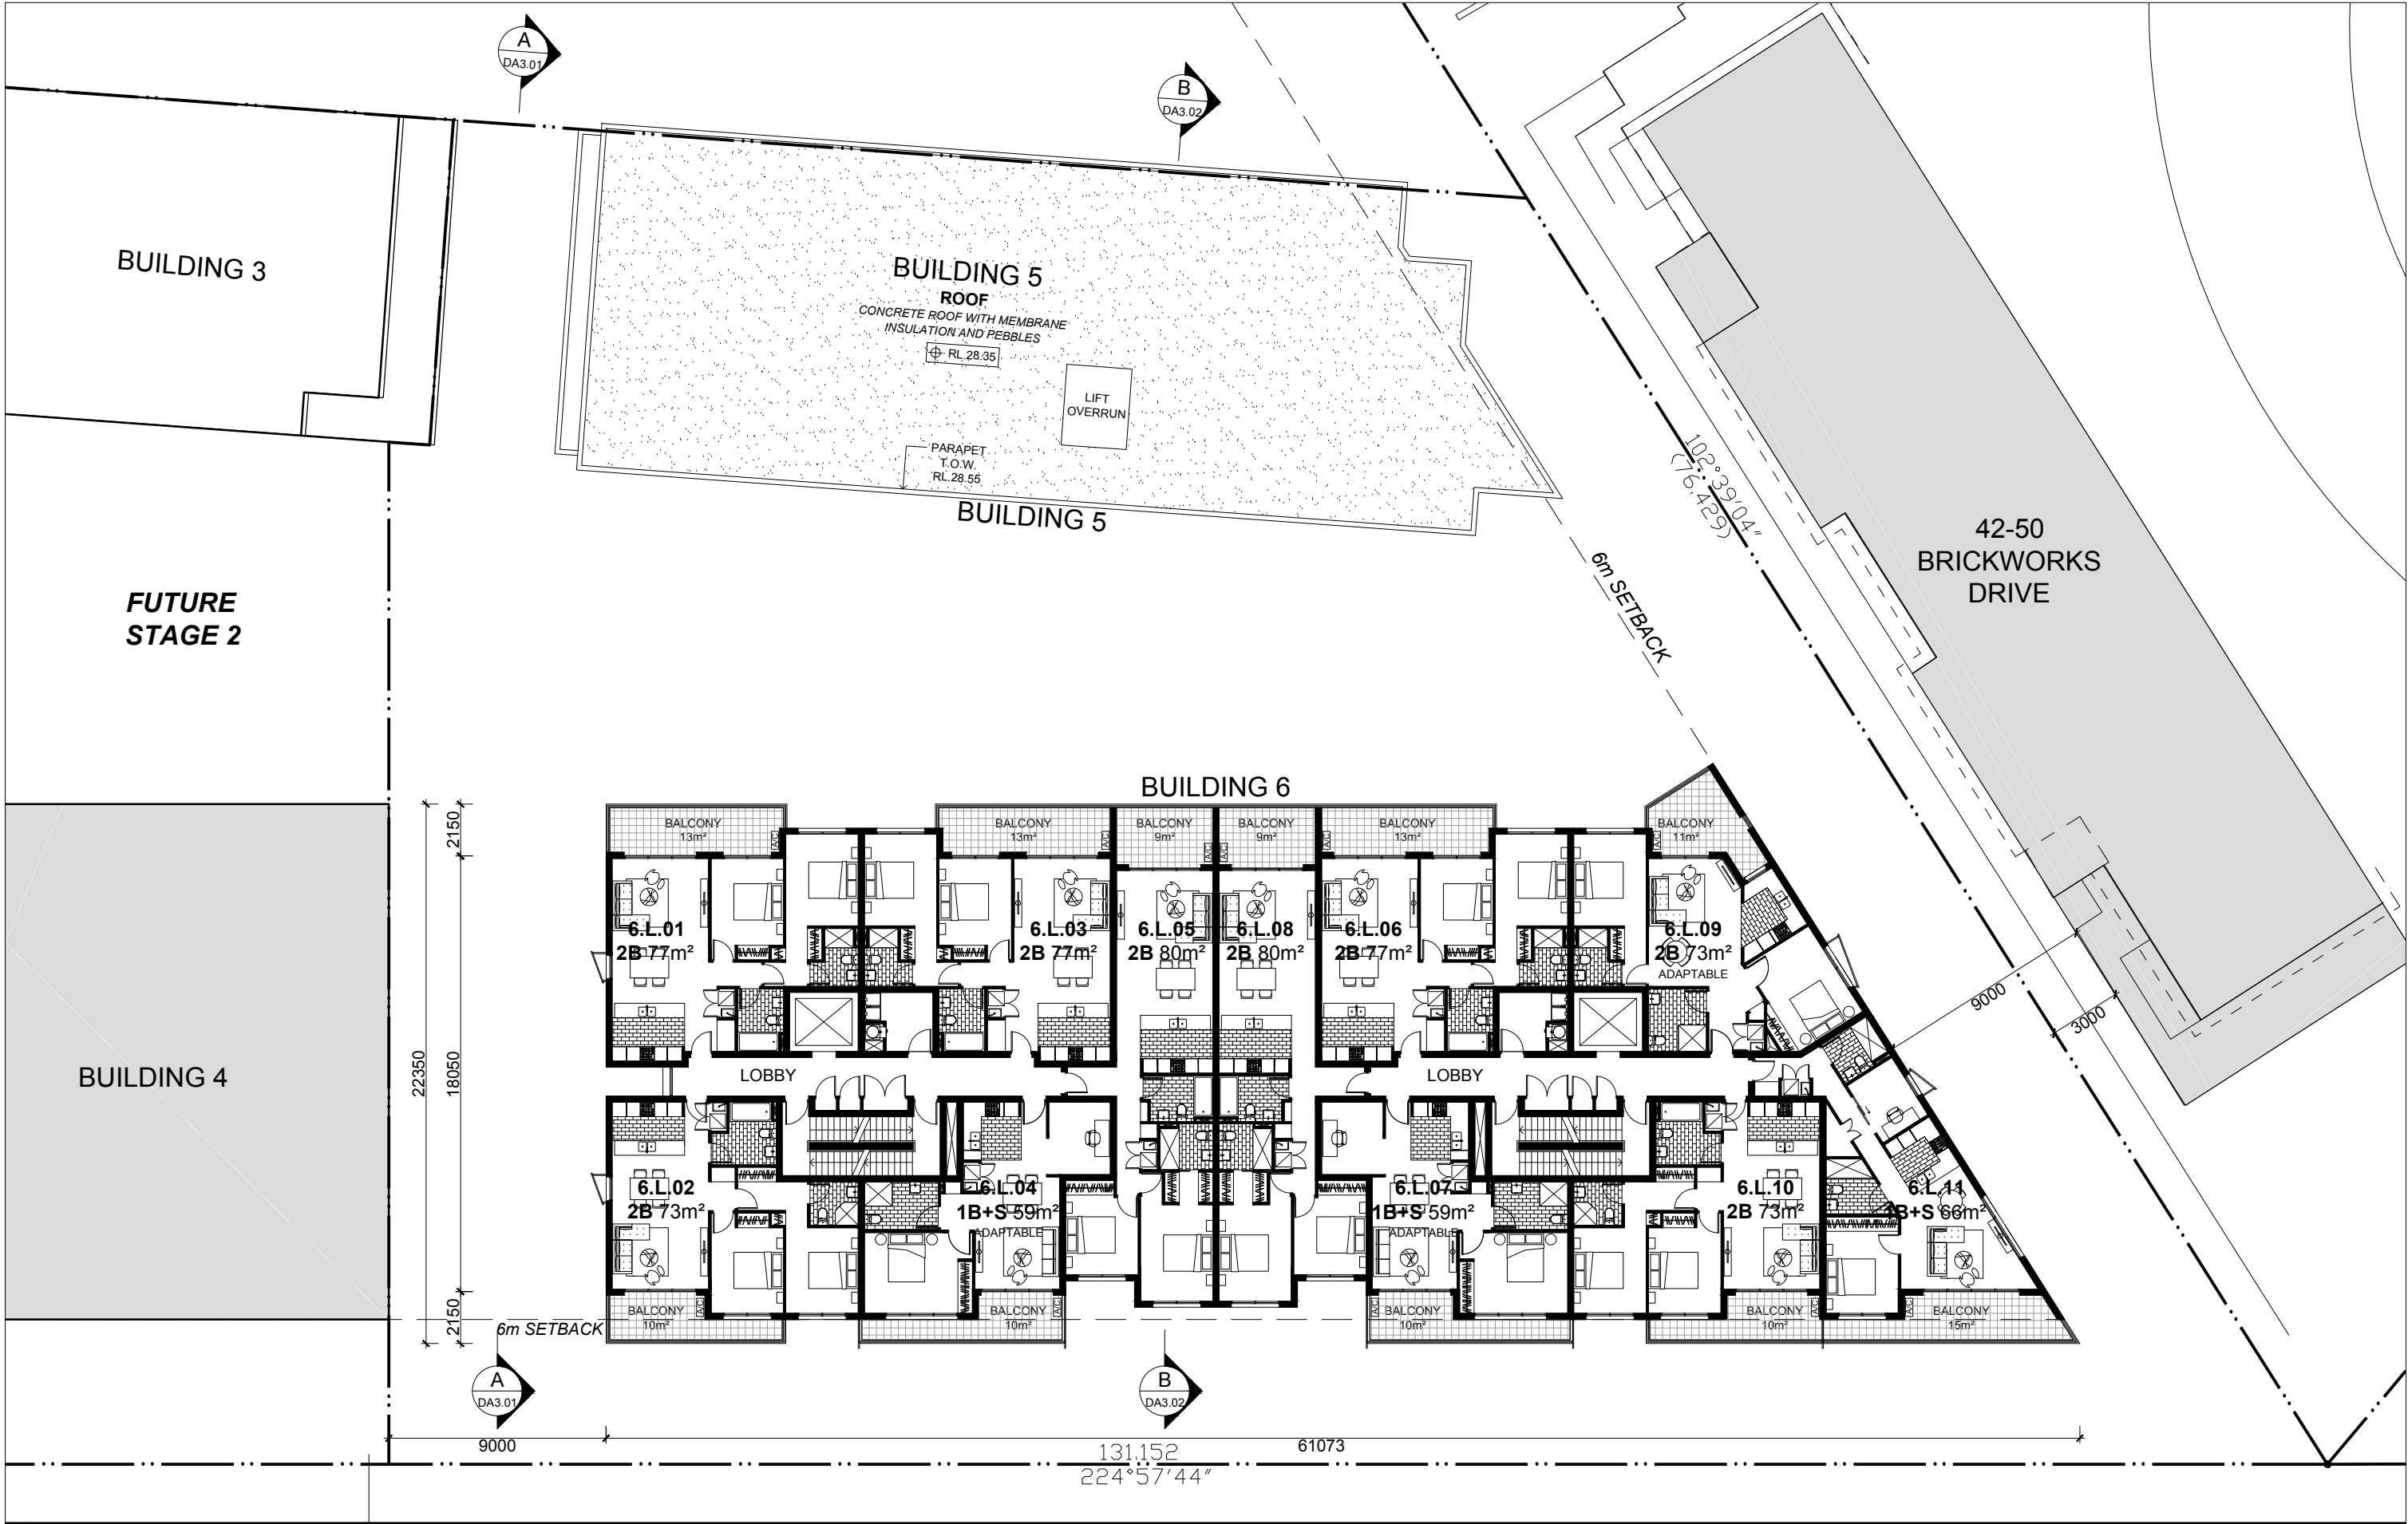 A
DA3.01
B
DA3.02
BUILDING 3
BUILDING 5
ROOF
CONCRETE ROOF WITH MEMBRANE
INSULATION AND PEBBLES
RL.28.35
LIFT
OVERRUN
PARAPET
T.O.W.
RL.28.55
BUILDING 5
102°39'04"
(76.429)
42-50
BRICKWORKS
DRIVE
FUTURE
STAGE 2
6m SETBACK
BUILDING 6
BALCONY
13m²
A/C
BALCONY
13m²
A/C
BALCONY
9m²
A/C
BALCONY
9m²
A/C
BALCONY
13m²
A/C
BALCONY
11m²
A/C
2150
22350
18050
2150
6.L.01
2B 77m²
6.L.03
2B 77m²
6.L.05
2B 80m²
6.L.08
2B 80m²
6.L.06
2B 77m²
6.L.09
2B 73m²
ADAPTABLE
9000
3000
BUILDING 4
LOBBY
LOBBY
6.L.02
2B 73m²
6.L.04
1B+S 59m²
ADAPTABLE
6.L.07
1B+S 59m²
ADAPTABLE
6.L.10
2B 73m²
6.L.11
1B+S 66m²
BALCONY
10m²
A/C
BALCONY
10m²
A/C
BALCONY
10m²
A/C
BALCONY
10m²
A/C
BALCONY
15m²
A/C
6m SETBACK
A
DA3.01
B
DA3.02
9000
61073
131.152
224°57'44"